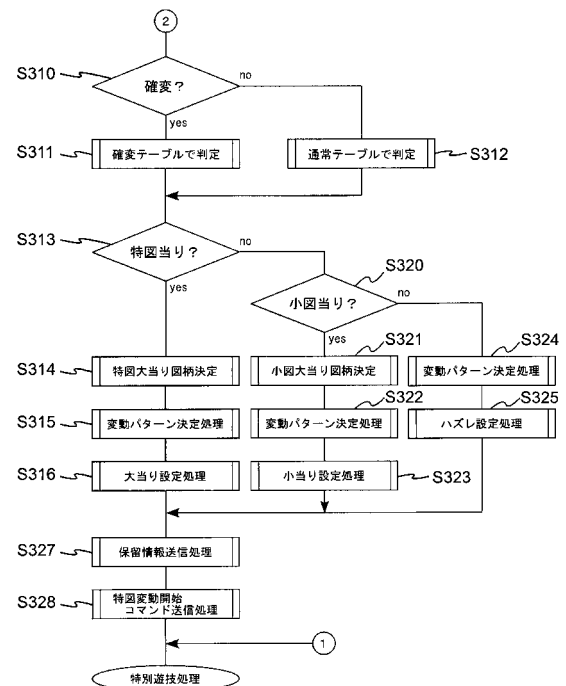 2
S310
確変？
no
yes
S311
確変テーブルで判定
通常テーブルで判定
S312
S313
特図当り？
no
yes
S320
小図当り？
no
yes
S314
特図大当り図柄決定
S321
小図大当り図柄決定
S324
変動パターン決定処理
S315
変動パターン決定処理
S322
変動パターン決定処理
S325
ハズレ設定処理
S316
大当り設定処理
小当り設定処理
S323
S327
保留情報送信処理
S328
特図変動開始
コマンド送信処理
1
特別遊技処理